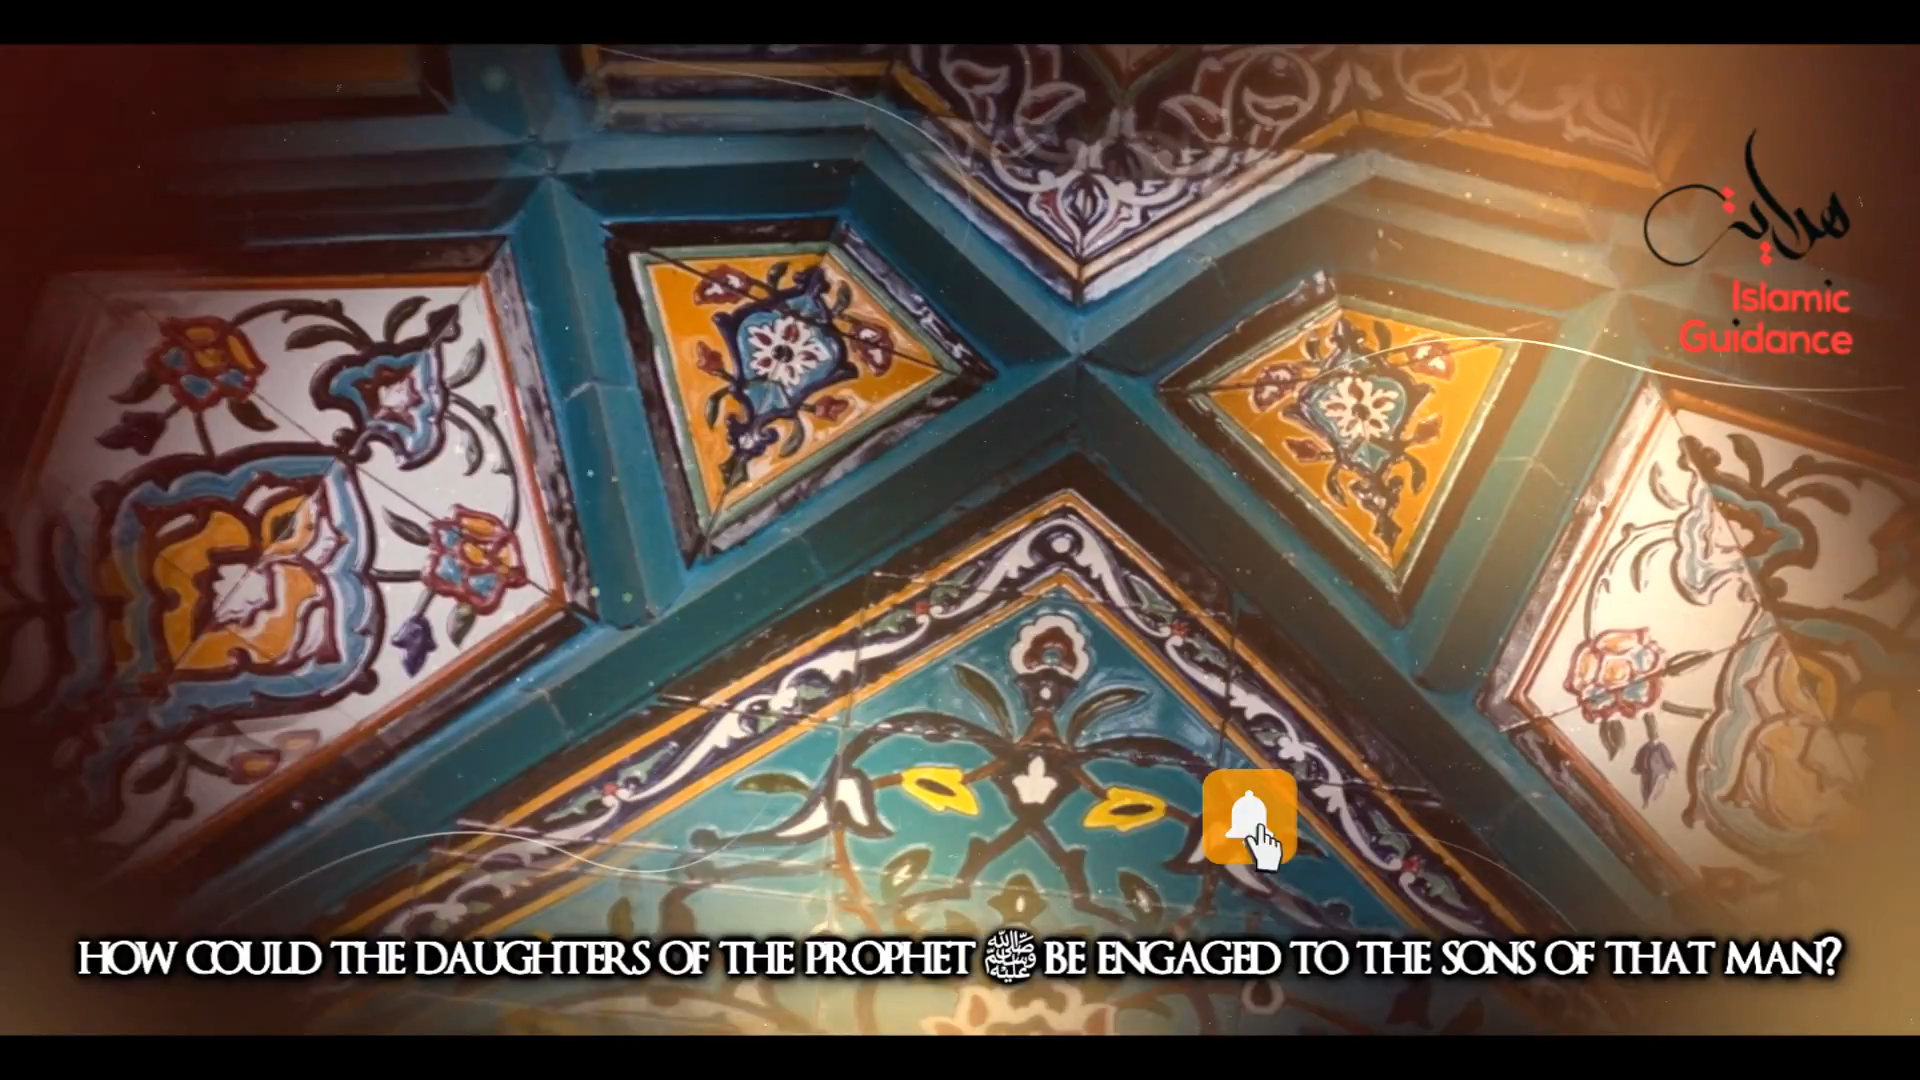 هداية
Islamic
Guidance
HOW COULD THE DAUGHTERS OF THE PROPHET ﷺ BE ENGAGED TO THE SONS OF THAT MAN?